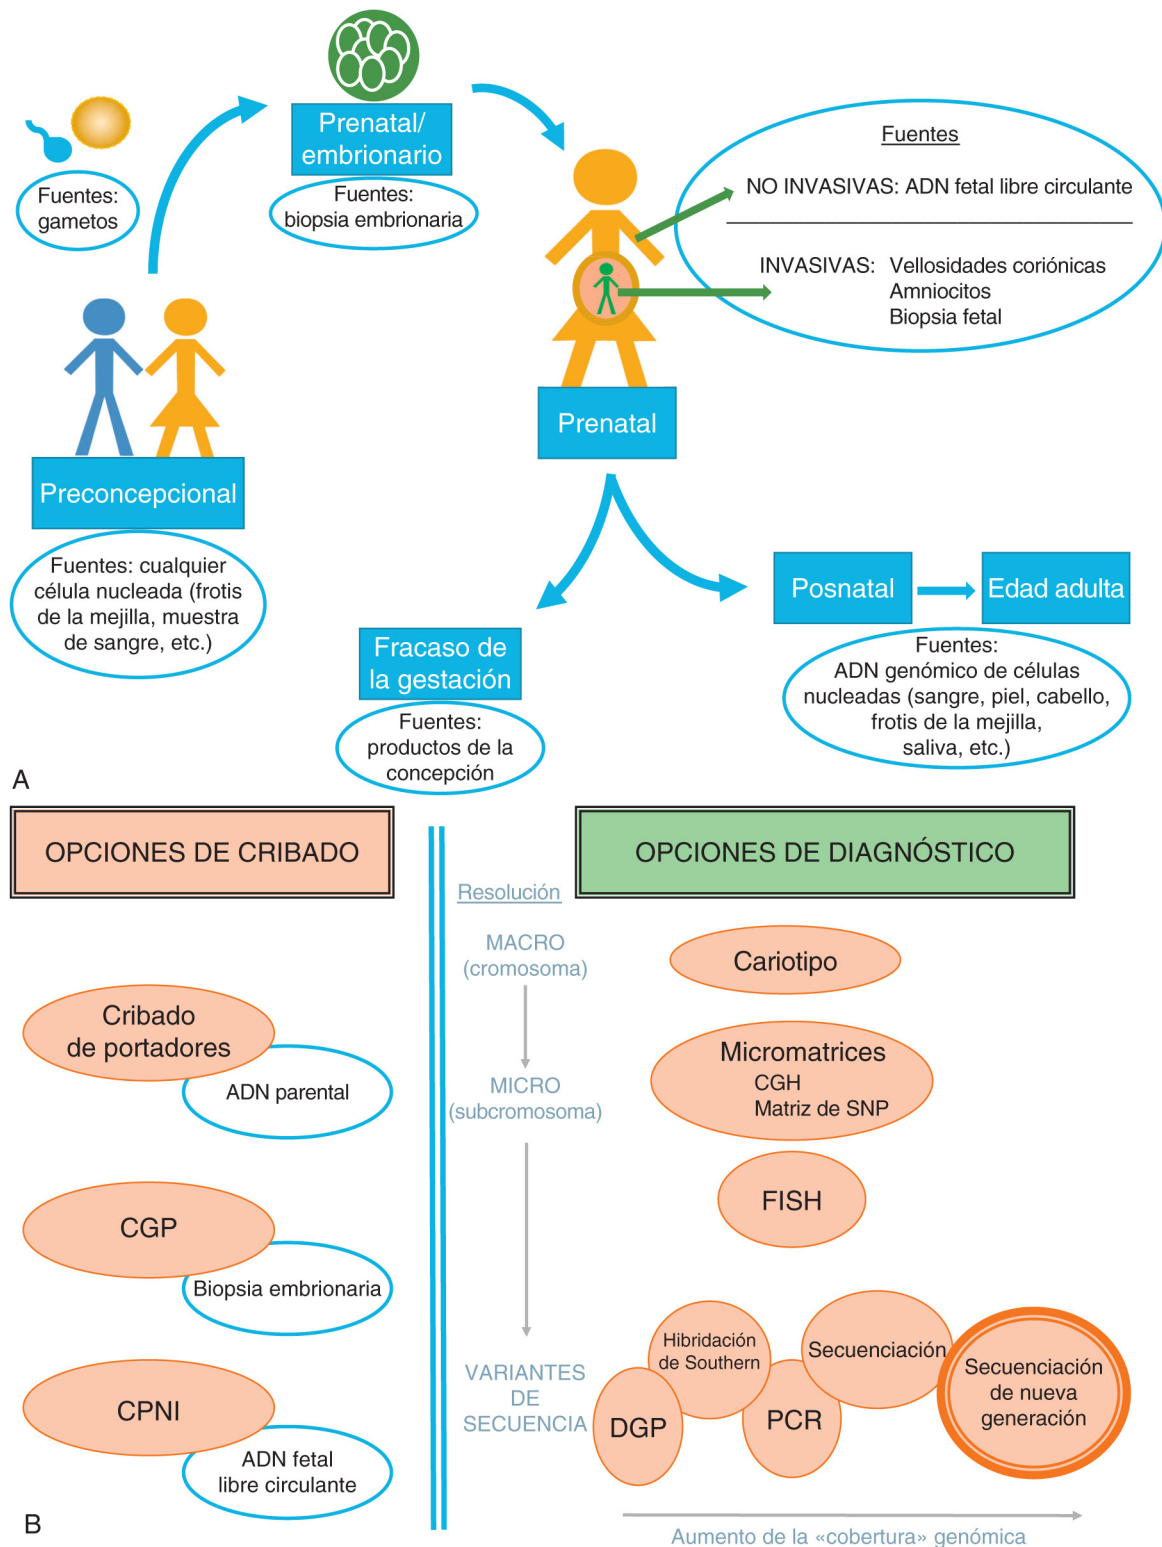 Prenatal/
embrionario
Fuentes:
biopsia embrionaria
Fuentes:
gametos
Fuentes
NO INVASIVAS: ADN fetal libre circulante
INVASIVAS: Vellosidades coriónicas
Amniocitos
Biopsia fetal
Prenatal
Preconcepcional
Fuentes: cualquier
célula nucleada (frotis
de la mejilla, muestra
de sangre, etc.)
Fracaso de
la gestación
Fuentes:
productos de la
concepción
Posnatal
Edad adulta
Fuentes:
ADN genómico de células
nucleadas (sangre, piel, cabello,
frotis de la mejilla,
saliva, etc.)
A
OPCIONES DE CRIBADO
Cribado
de portadores
ADN parental
CGP
Biopsia embrionaria
CPNI
ADN fetal
libre circulante
OPCIONES DE DIAGNÓSTICO
Resolución
MACRO
(cromosoma)
MICRO
(subcromosoma)
VARIANTES
DE
SECUENCIA
Cariotipo
Micromatrices
CGH
Matriz de SNP
FISH
DGP
Hibridación
de Southern
PCR
Secuenciación
Secuenciación
de nueva
generación
Aumento de la «cobertura» genómica
B